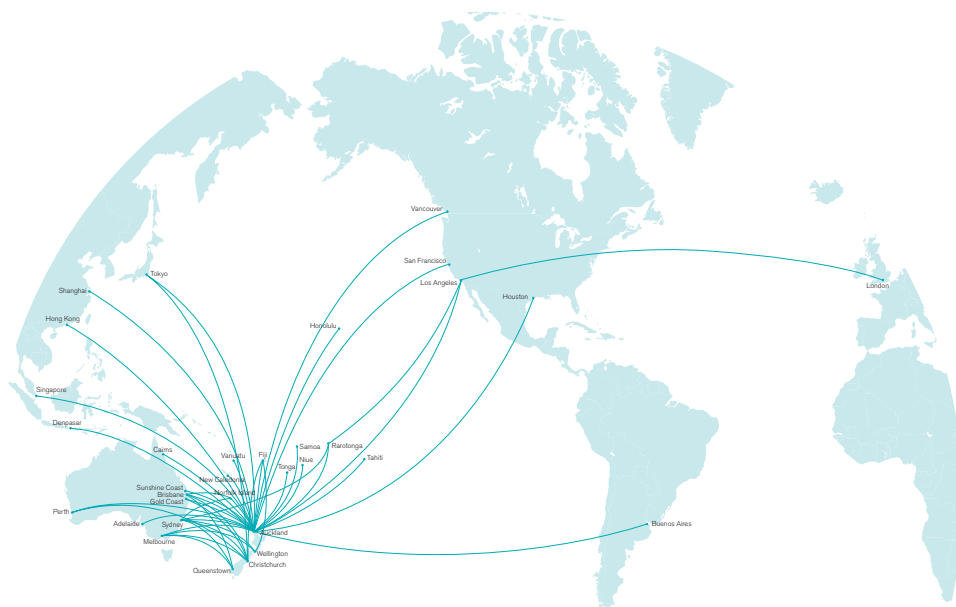 Vancouver
San Francisco
Los Angeles
London
Tokyo
Shanghai
Houston
Hong Kong
Honolulu
Singapore
Denpasar
Cairns
Vanuatu
Fiji
Samoa
Rarotonga
Niue
Tahiti
Tonga
New Caledonia
Sunshine Coast
Brisbane
Norfolk Island
Gold Coast
Perth
Adelaide
Sydney
Auckland
Buenos Aires
Melbourne
Wellington
Christchurch
Queenstown